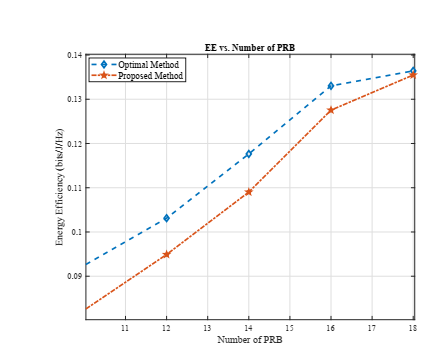 EE vs. Number of PRB
Optimal Method
Proposed Method
Energy Efficiency (bits/J/Hz)
0.14
0.13
0.12
0.11
0.1
0.09
11 12 13 14 15 16 17 18
Number of PRB